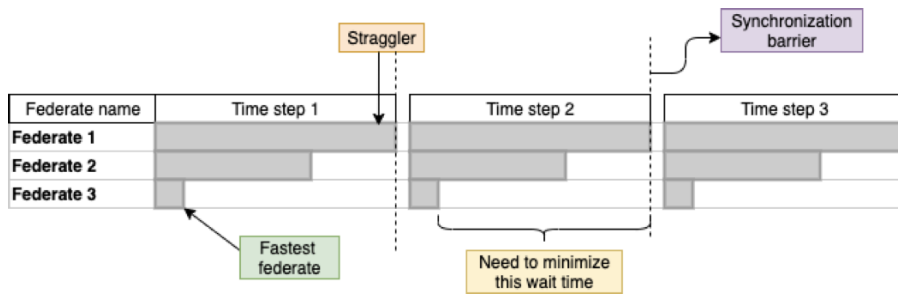 Straggler
Synchronization
barrier
Federate name
Time step 1
Time step 2
Time step 3
Federate 1
Federate 2
Federate 3
Fastest
federate
Need to minimize
this wait time